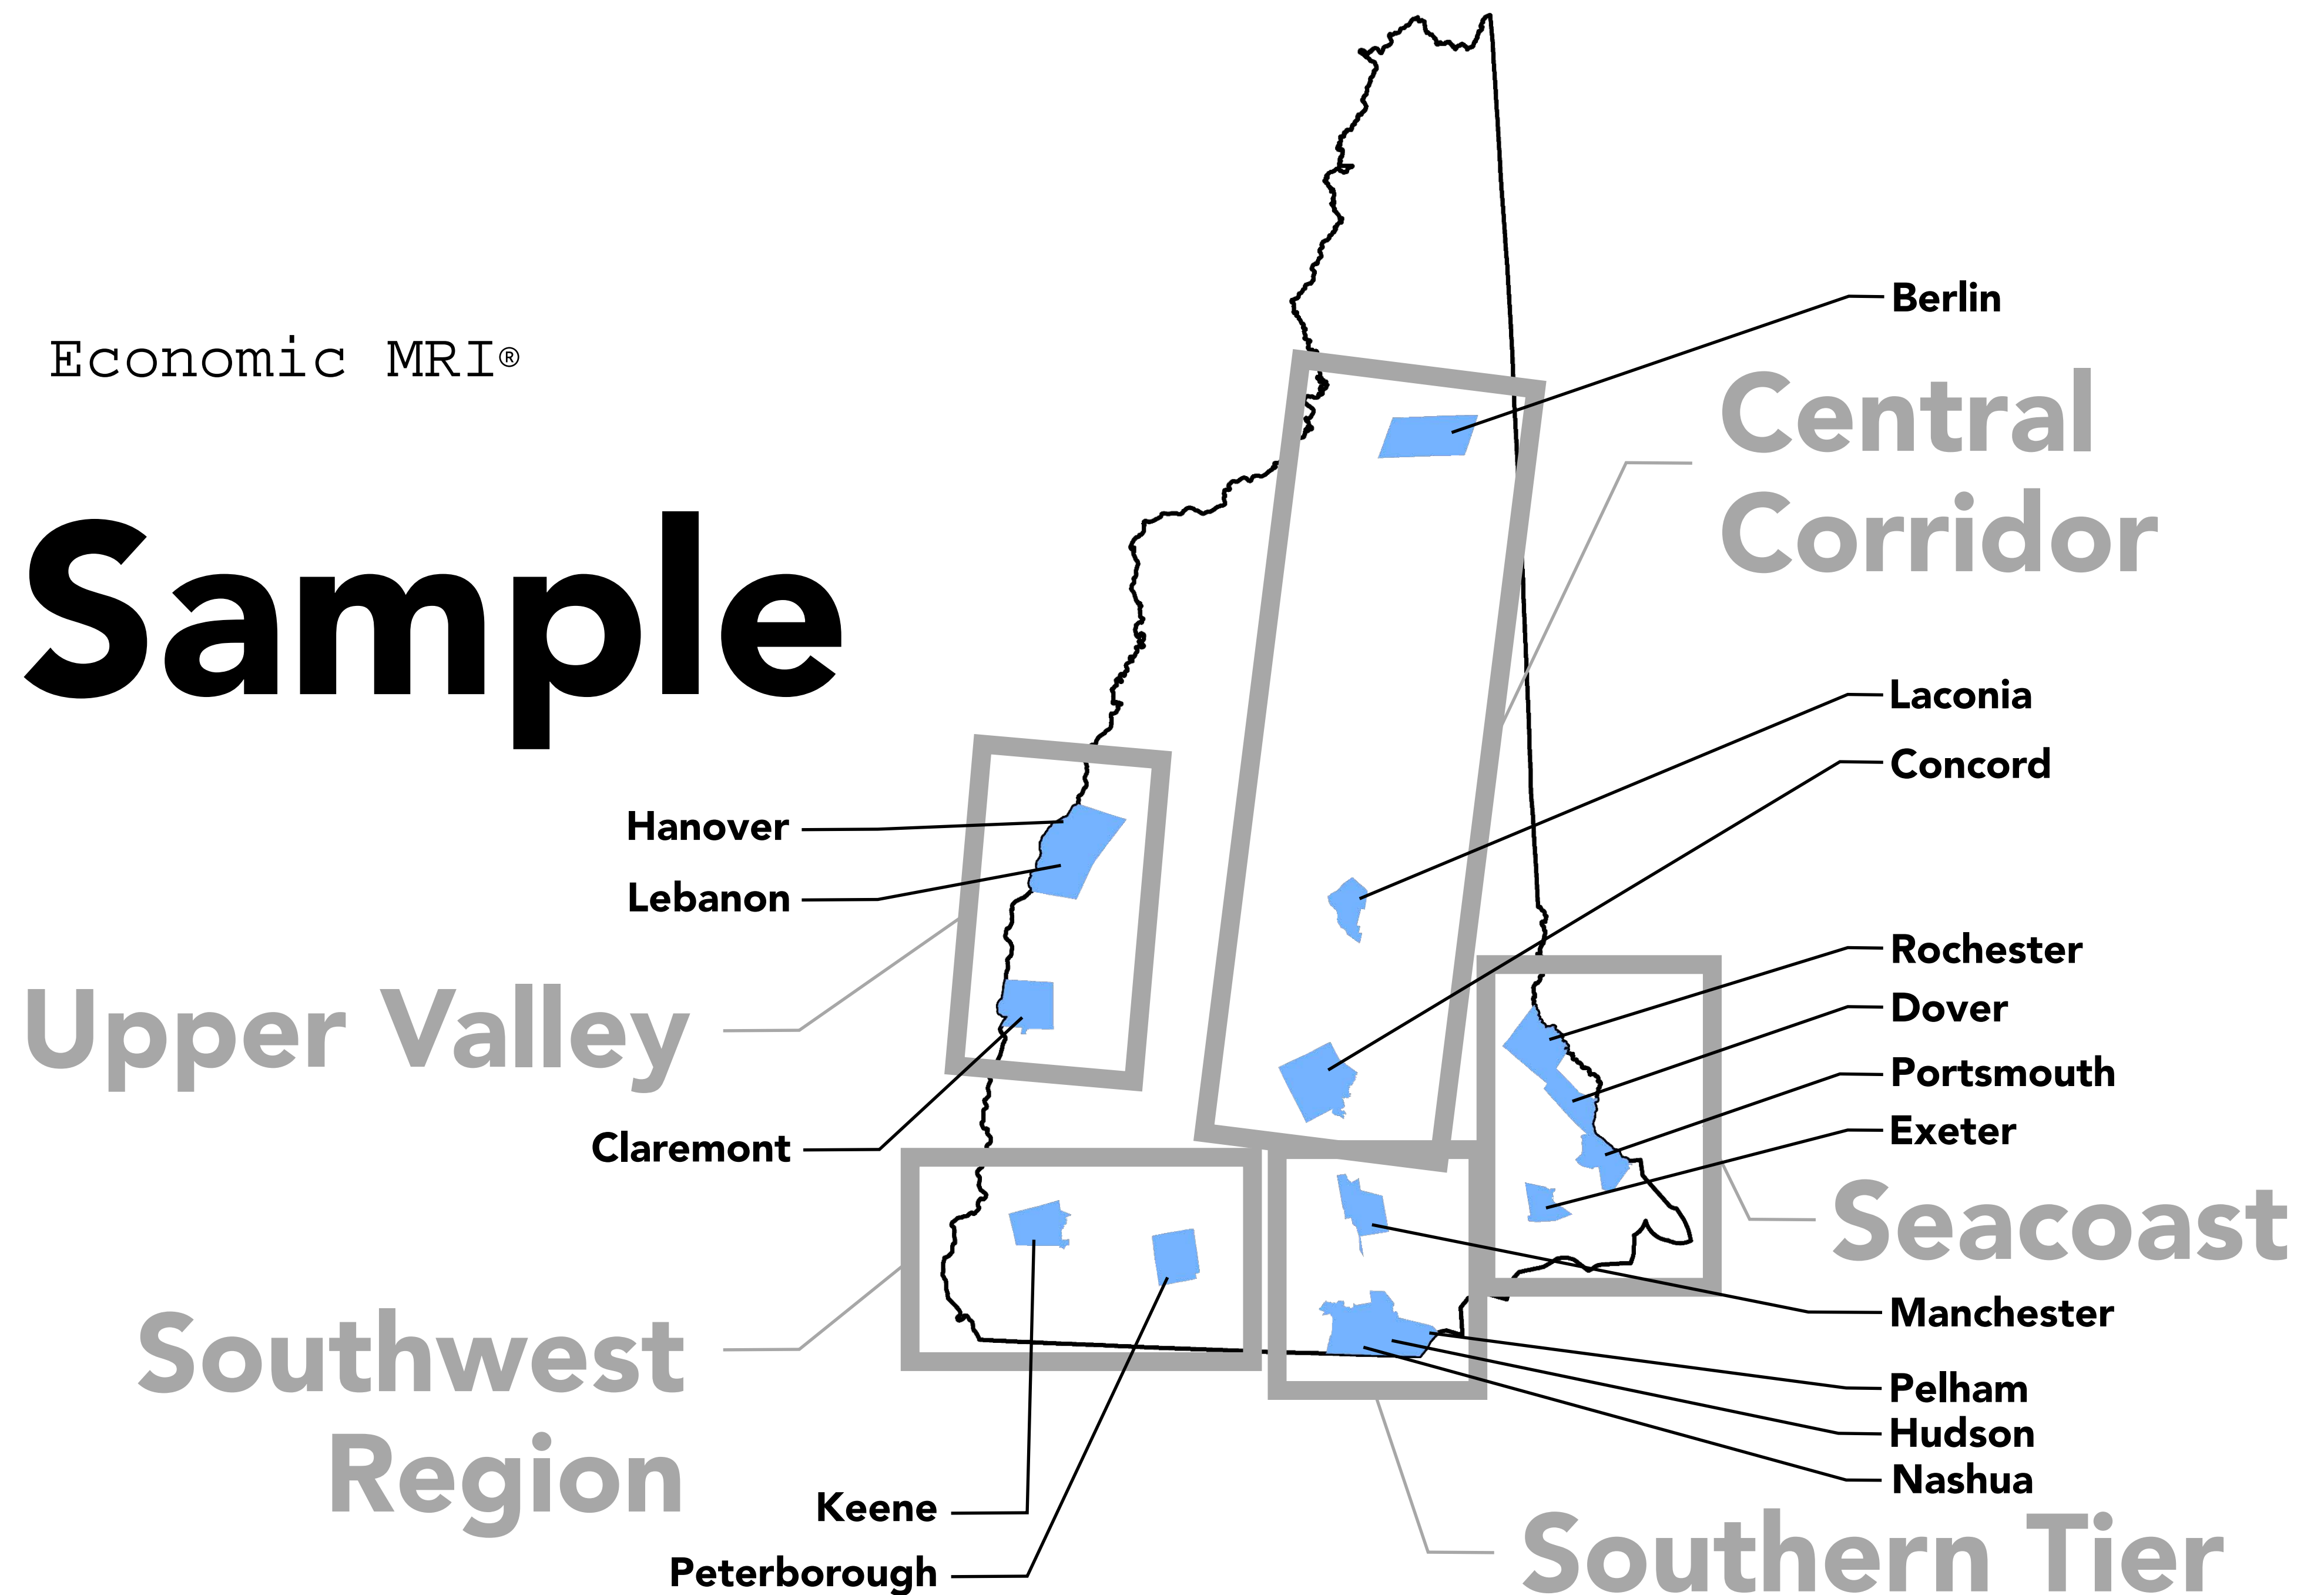 Economic MRI®
Sample
Berlin
Central
Corridor
Laconia
Concord
Hanover
Lebanon
Upper Valley
Claremont
Rochester
Dover
Portsmouth
Exeter
Seacoast
Southwest
Region
Keene
Peterborough
Manchester
Pelham
Hudson
Nashua
Southern Tier